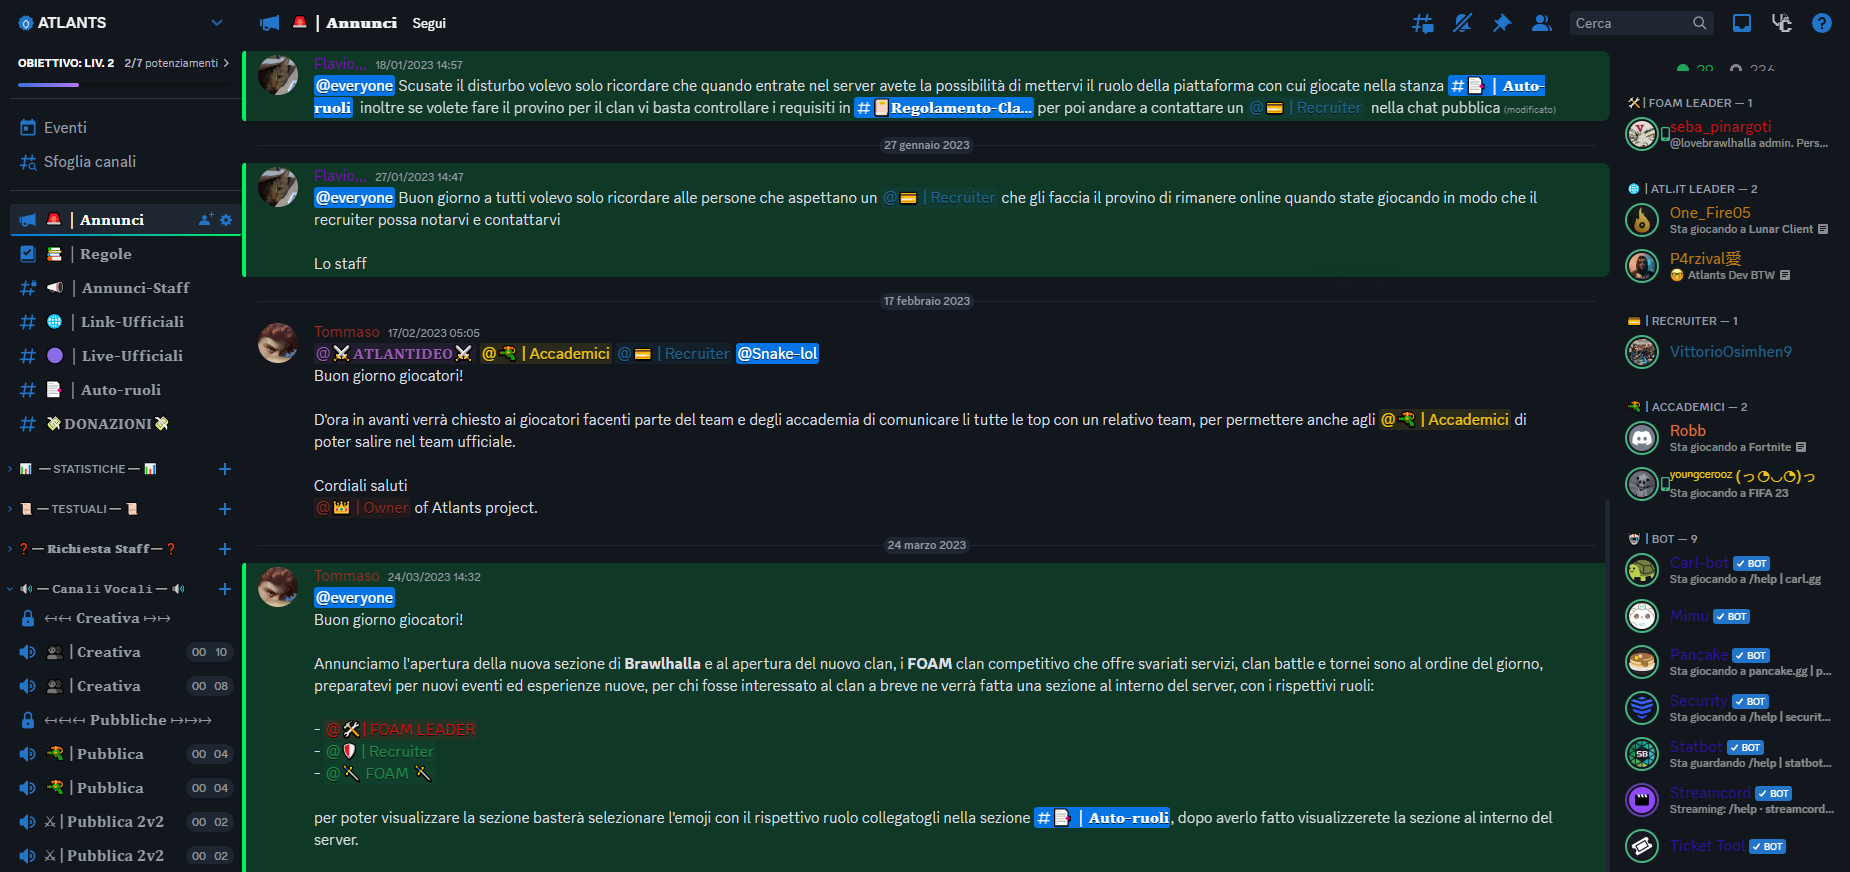 ATLANTS
OBIETTIVO: LIV. 2 2/7 potenziamenti
Eventi
Sfoglia canali
🚨 | Annunci
📚 | Regole
📢 | Annunci-Staff
🌐 | Link-Ufficiali
🟣 | Live-Ufficiali
📑 | Auto-ruoli
💸DONAZIONI💸
📊 — STATISTICHE — 📊
📜 — TESTUALI — 📜
❓ — Richiesta Staff — ❓
🔊 — Canali Vocali — 🔊
↢↢ Creativa ↣↣
👥 | Creativa 00 10
👥 | Creativa 00 08
↢↢↢ Pubbliche ↣↣↣
🔫 | Pubblica 00 04
🔫 | Pubblica 00 04
⚔ | Pubblica 2v2 00 02
⚔ | Pubblica 2v2 00 02
🚨 | Annunci Segui
Cerca
Flavio,,, 18/01/2023 14:57
@everyone Scusate il disturbo volevo solo ricordare che quando entrate nel server avete la possibilità di mettervi il ruolo della piattaforma con cui giocate nella stanza #📑 | Auto-
ruoli inoltre se volete fare il provino per il clan vi basta controllare i requisiti in #📋Regolamento-Cla... per poi andare a contattare un @💳 | Recruiter nella chat pubblica (modificato)
27 gennaio 2023
Flavio,,, 27/01/2023 14:47
@everyone Buon giorno a tutti volevo solo ricordare alle persone che aspettano un @💳 | Recruiter che gli faccia il provino di rimanere online quando state giocando in modo che il
recruiter possa notarvi e contattarvi
Lo staff
17 febbraio 2023
Tommaso 17/02/2023 05:05
@⚔️ATLANTIDEO⚔️ @🔫 | Accademici @💳 | Recruiter @Snake-lol
Buon giorno giocatori!
D'ora in avanti verrà chiesto ai giocatori facenti parte del team e degli accademia di comunicare li tutte le top con un relativo team, per permettere anche agli @🔫 | Accademici di
poter salire nel team ufficiale.
Cordiali saluti
@👑 | Owner of Atlants project.
24 marzo 2023
Tommaso 24/03/2023 14:32
@everyone
Buon giorno giocatori!
Annunciamo l'apertura della nuova sezione di Brawlhalla e al apertura del nuovo clan, i FOAM clan competitivo che offre svariati servizi, clan battle e tornei sono al ordine del giorno,
preparatevi per nuovi eventi ed esperienze nuove, per chi fosse interessato al clan a breve ne verrà fatta una sezione al interno del server, con i rispettivi ruoli:
- @🛠| FOAM LEADER
- @🛡 | Recruiter
- @🗡 FOAM 🗡
per poter visualizzare la sezione basterà selezionare l'emoji con il rispettivo ruolo collegatogli nella sezione #📑 | Auto-ruoli, dopo averlo fatto visualizzerete la sezione al interno del
server.
29 236
🛠| FOAM LEADER — 1
seba_pinargoti
@lovebrawlhalla admin. Pers...
🌐 | ATL.IT LEADER — 2
One_Fire05
Sta giocando a Lunar Client
P4rzival愛
🤓 Atlants Dev BTW
💳 | RECRUITER — 1
VittorioOsimhen9
🔫 | ACCADEMICI — 2
Robb
Sta giocando a Fortnite
ʸᵒᵘⁿᵍᶜᵉʳᵒᵒᶻ (っ◔◡◔)っ
Sta giocando a FIFA 23
| BOT — 9
Carl-bot ✓ BOT
Sta giocando a /help | carl.gg
Mimu ✓ BOT
Pancake ✓ BOT
Sta giocando a pancake.gg | p...
Security ✓ BOT
Sta giocando a /help | securit...
Statbot ✓ BOT
Sta guardando /help | statbot...
Streamcord ✓ BOT
Streaming: /help · streamcord...
Ticket Tool ✓ BOT